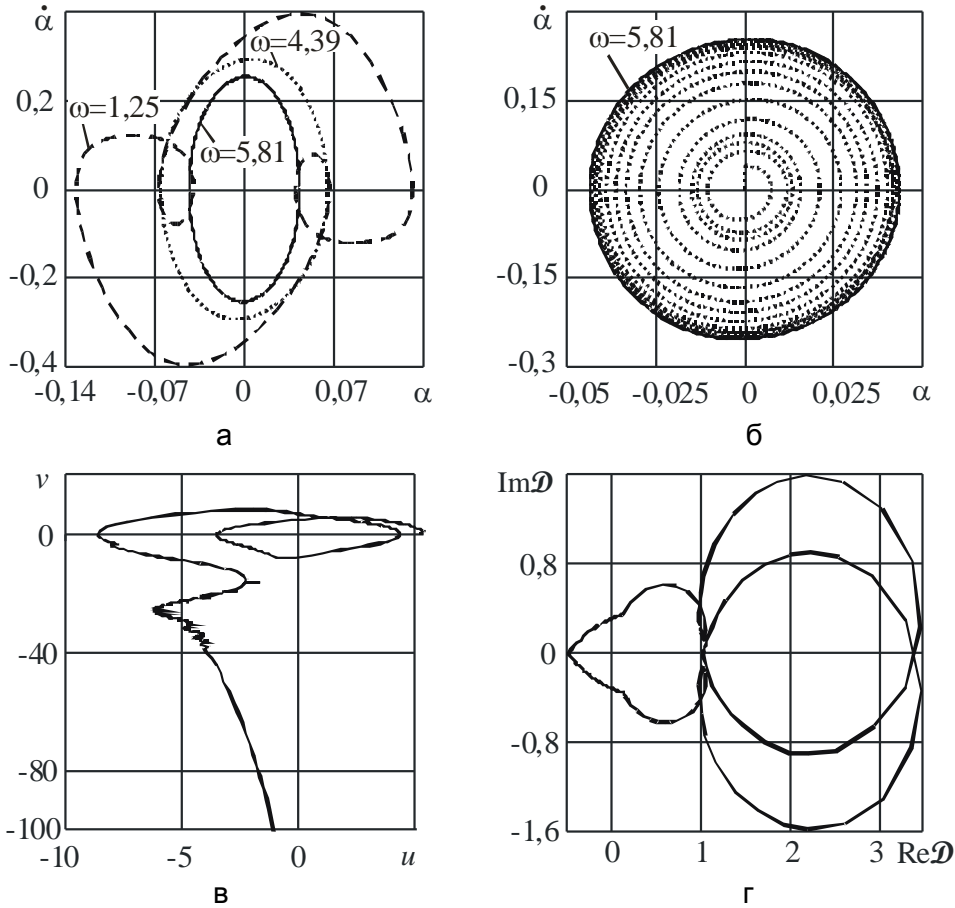 α̇
ω=4,39
0,2
ω=1,25
ω=5,81
0
-0,2
-0,4
-0,14 -0,07 0 0,07 α
а
α̇
ω=5,81
0,15
0
-0,15
-0,3
-0,05 -0,025 0 0,025 α
б
v
0
-40
-80
-100
-10 -5 0 u
в
Im𝓓
0,8
0
-0,8
-1,6
0 1 2 3 Re𝓓
г